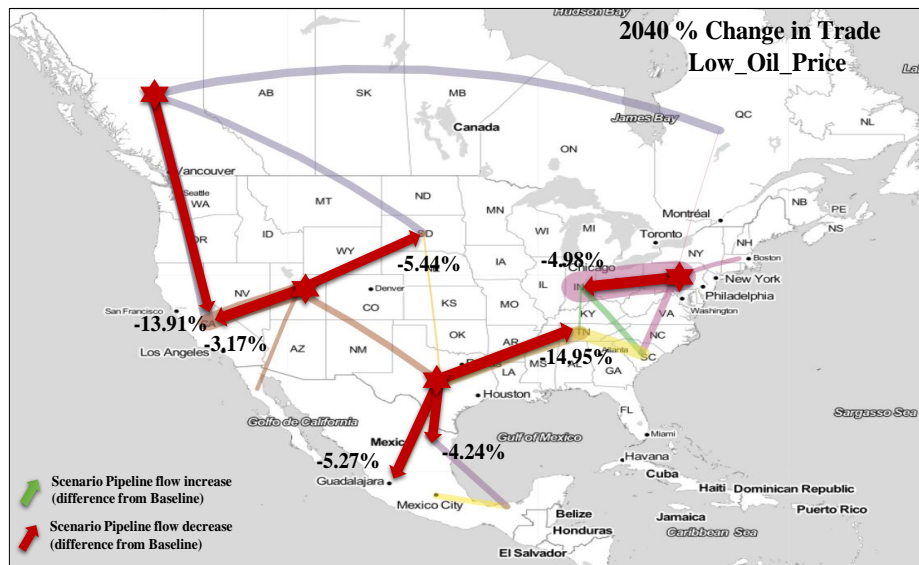 Hudson Bay
2040 % Change in Trade
Low_Oil_Price
AB
SK
MB
James Bay
QC
Canada
NL
ON
Vancouver
Seattle
WA
MT
ND
MN
Montréal
NB
PE
NS
OR
ID
SD
WI
MI
Toronto
NY
NH
Boston
WY
-5.44%
IA
-4.98%
Chicago
New York
NV
Denver
IL
IN
Philadelphia
San Francisco
CO
KS
MO
KY
VA
Washington
CA
-13.91%
-3.17%
OK
TN
NC
Los Angeles
AZ
NM
AR
-14.95%
Atlanta
SC
MS
AL
GA
LA
Houston
FL
Golfo de California
Mexico
-4.24%
Gulf of Mexico
Miami
Sargasso Sea
-5.27%
Havana
Guadalajara
Cuba
Scenario Pipeline flow increase
(difference from Baseline)
Mexico City
Haiti
Dominican Republic
Belize
Jamaica
Puerto Rico
Scenario Pipeline flow decrease
(difference from Baseline)
Honduras
Caribbean Sea
El Salvador